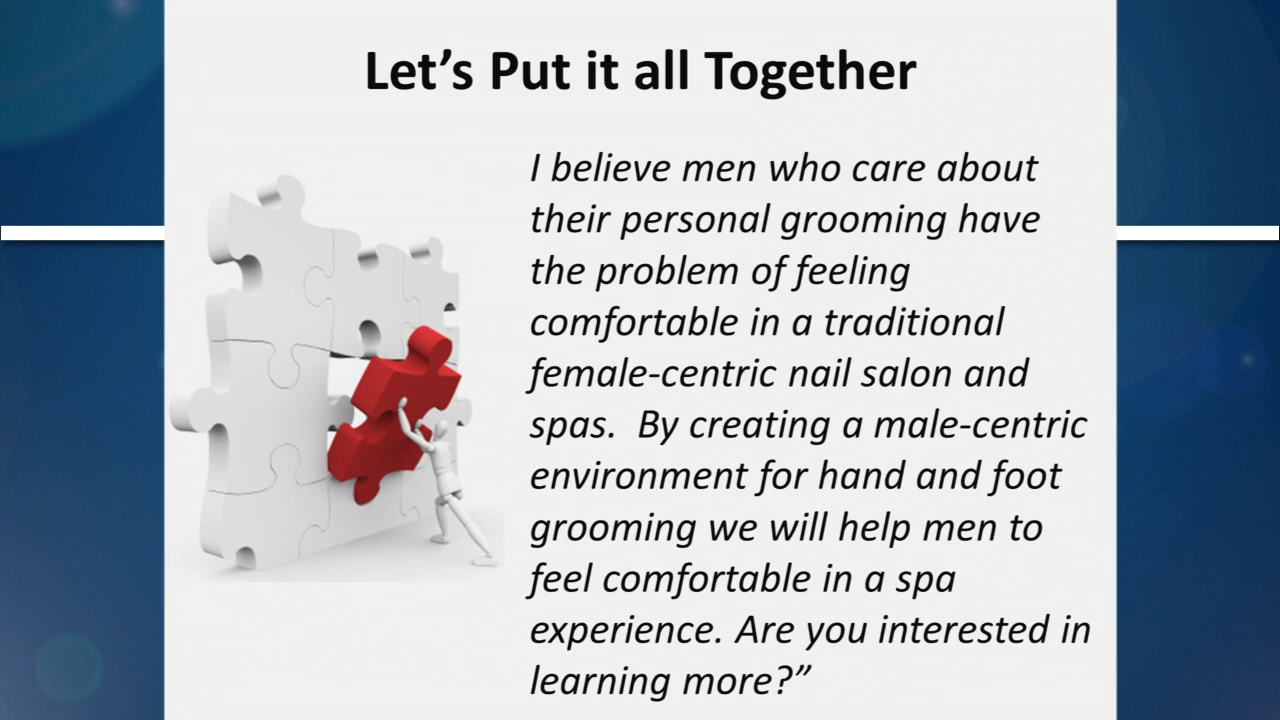 Let’s Put it all Together
I believe men who care about
their personal grooming have
the problem of feeling
comfortable in a traditional
female-centric nail salon and
spas.  By creating a male-centric
environment for hand and foot
grooming we will help men to
feel comfortable in a spa
experience. Are you interested in
learning more?”